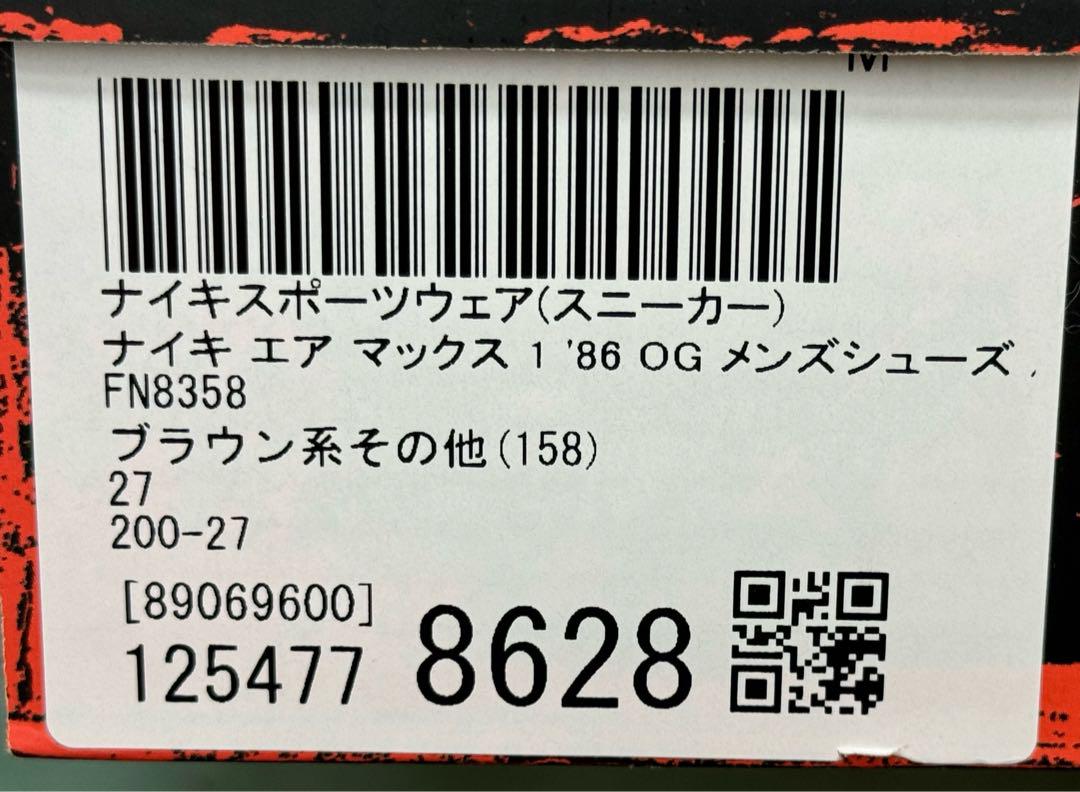 ナイキスポーツウェア(スニーカー)
ナイキ エア マックス 1 '86 OG メンズシューズ
FN8358
ブラウン系その他(158)
27
200-27
[89069600]
125477 8628